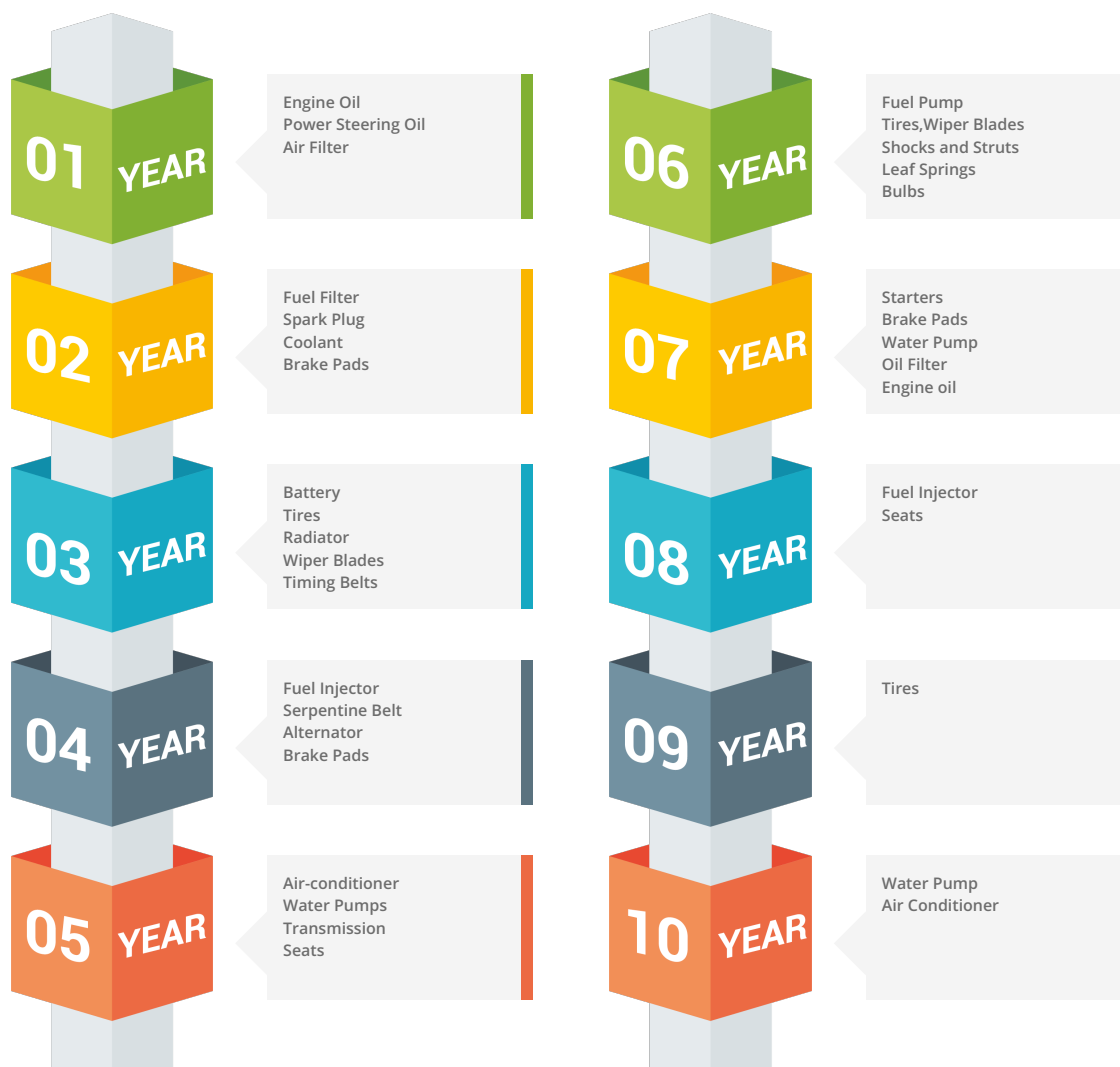 01 YEAR
Engine Oil
Power Steering Oil
Air Filter
02 YEAR
Fuel Filter
Spark Plug
Coolant
Brake Pads
03 YEAR
Battery
Tires
Radiator
Wiper Blades
Timing Belts
04 YEAR
Fuel Injector
Serpentine Belt
Alternator
Brake Pads
05 YEAR
Air-conditioner
Water Pumps
Transmission
Seats
06 YEAR
Fuel Pump
Tires,Wiper Blades
Shocks and Struts
Leaf Springs
Bulbs
07 YEAR
Starters
Brake Pads
Water Pump
Oil Filter
Engine oil
08 YEAR
Fuel Injector
Seats
09 YEAR
Tires
10 YEAR
Water Pump
Air Conditioner